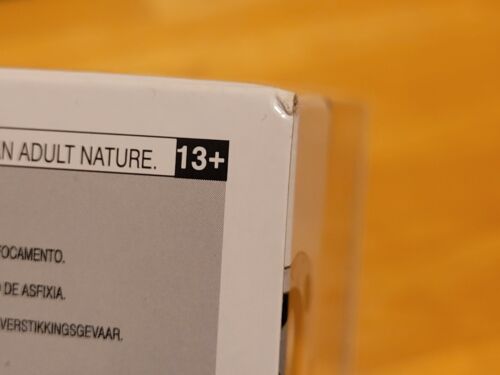 AN ADULT NATURE. 13+
FOCAMENTO.
DE ASFIXIA.
VERSTIKKINGSGEVAAR.